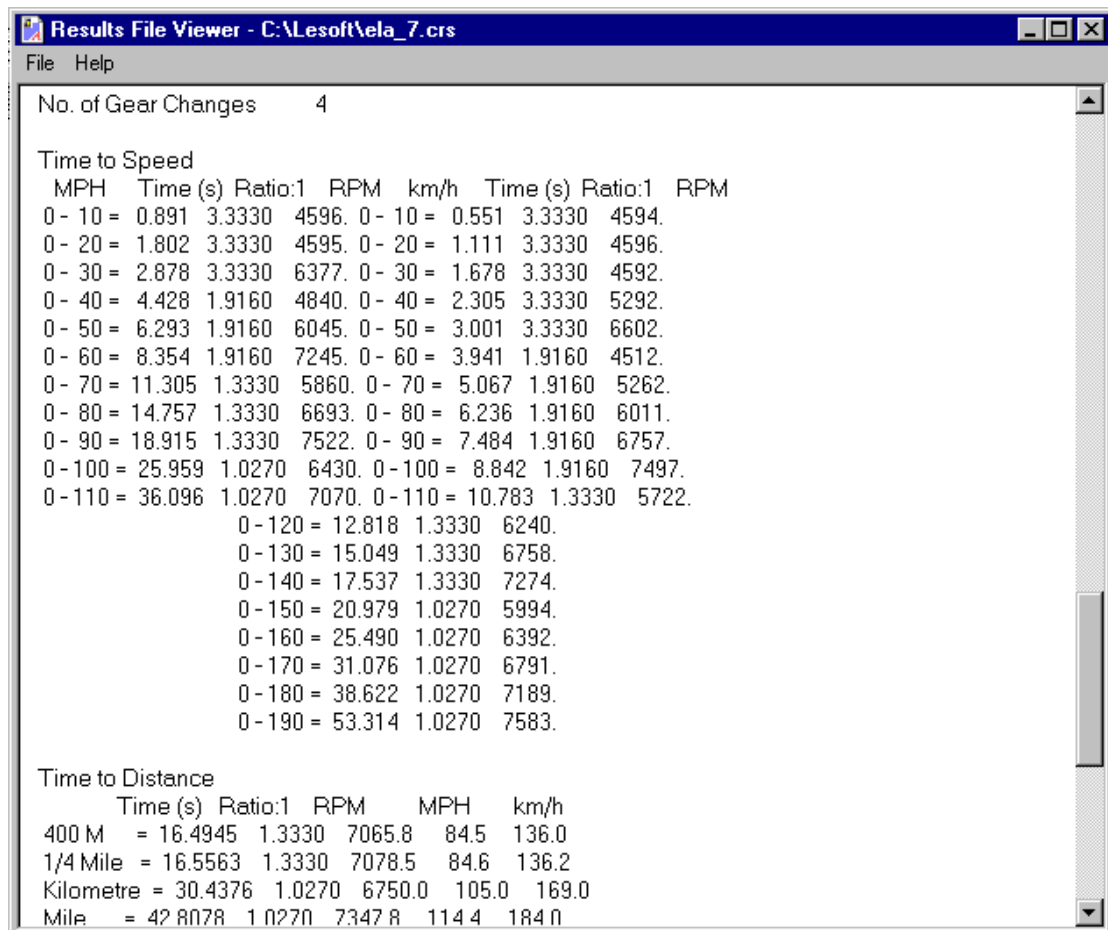 Results File Viewer - C:\Lesoft\ela_7.crs
File Help
No. of Gear Changes 4
Time to Speed
MPH Time (s) Ratio:1 RPM km/h Time (s) Ratio:1 RPM
0 - 10 = 0.891 3.3330 4596. 0 - 10 = 0.551 3.3330 4594.
0 - 20 = 1.802 3.3330 4595. 0 - 20 = 1.111 3.3330 4596.
0 - 30 = 2.878 3.3330 6377. 0 - 30 = 1.678 3.3330 4592.
0 - 40 = 4.428 1.9160 4840. 0 - 40 = 2.305 3.3330 5292.
0 - 50 = 6.293 1.9160 6045. 0 - 50 = 3.001 3.3330 6602.
0 - 60 = 8.354 1.9160 7245. 0 - 60 = 3.941 1.9160 4512.
0 - 70 = 11.305 1.3330 5860. 0 - 70 = 5.067 1.9160 5262.
0 - 80 = 14.757 1.3330 6693. 0 - 80 = 6.236 1.9160 6011.
0 - 90 = 18.915 1.3330 7522. 0 - 90 = 7.484 1.9160 6757.
0 - 100 = 25.959 1.0270 6430. 0 - 100 = 8.842 1.9160 7497.
0 - 110 = 36.096 1.0270 7070. 0 - 110 = 10.783 1.3330 5722.
0 - 120 = 12.818 1.3330 6240.
0 - 130 = 15.049 1.3330 6758.
0 - 140 = 17.537 1.3330 7274.
0 - 150 = 20.979 1.0270 5994.
0 - 160 = 25.490 1.0270 6392.
0 - 170 = 31.076 1.0270 6791.
0 - 180 = 38.622 1.0270 7189.
0 - 190 = 53.314 1.0270 7583.
Time to Distance
Time (s) Ratio:1 RPM MPH km/h
400 M = 16.4945 1.3330 7065.8 84.5 136.0
1/4 Mile = 16.5563 1.3330 7078.5 84.6 136.2
Kilometre = 30.4376 1.0270 6750.0 105.0 169.0
Mile = 42.8078 1.0270 7347.8 114.4 184.0